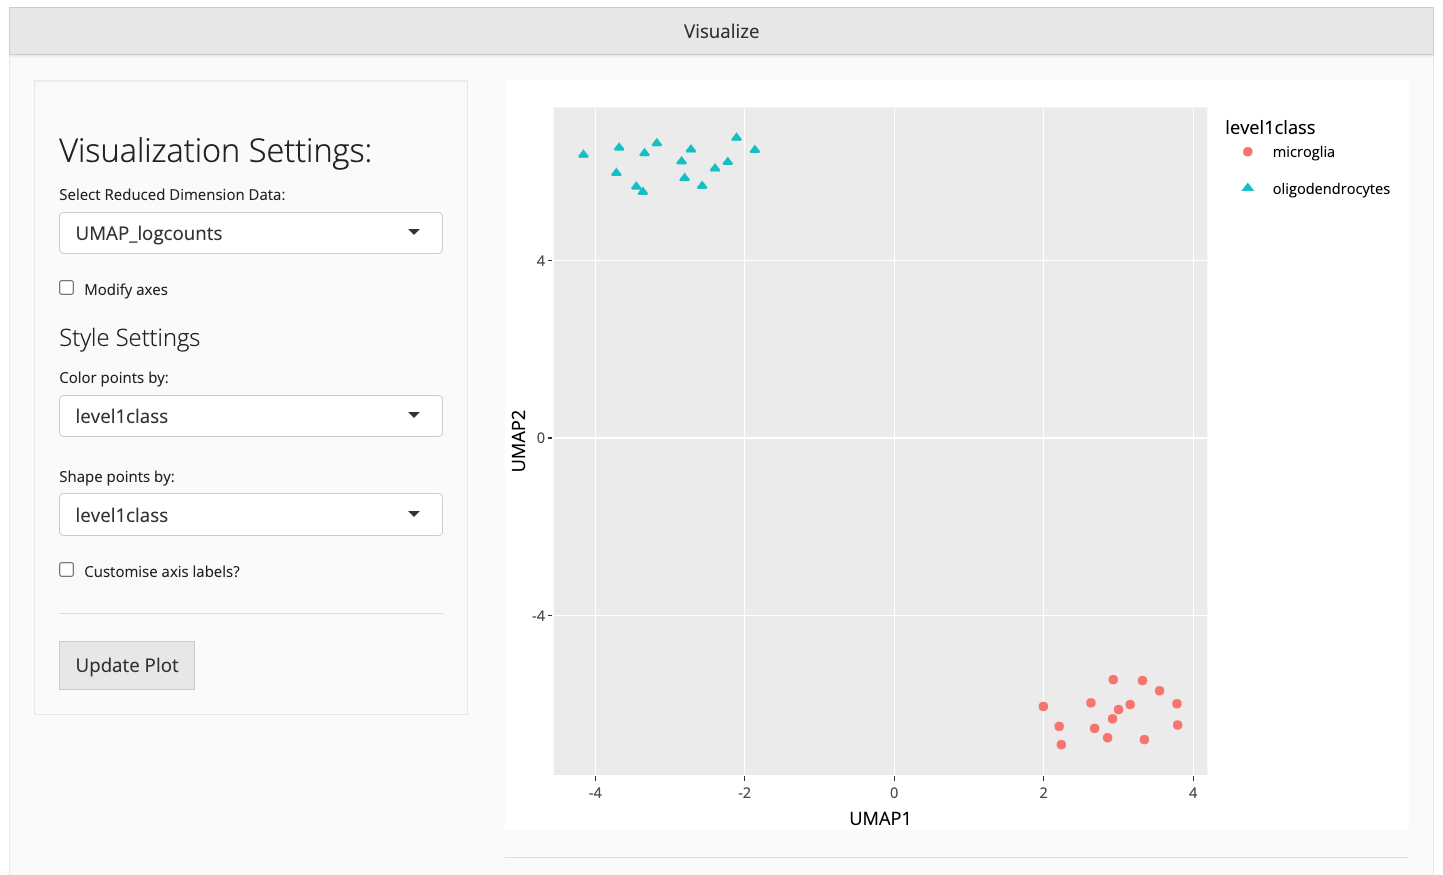 Visualize
Visualization Settings:
Select Reduced Dimension Data:
UMAP_logcounts
Modify axes
Style Settings
Color points by:
level1class
Shape points by:
level1class
Customise axis labels?
Update Plot
level1class
microglia
oligodendrocytes
UMAP2
4
0
-4
-4 -2 0 2 4
UMAP1